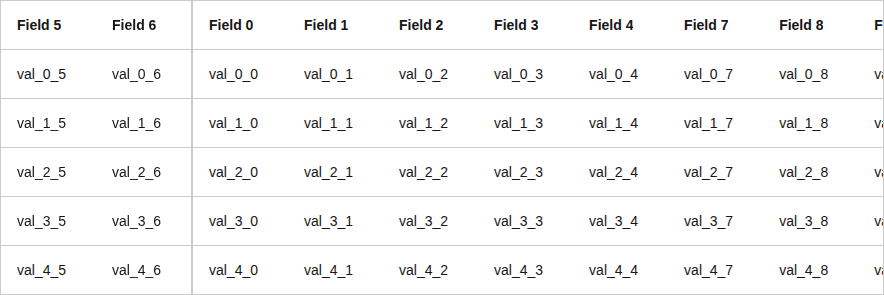 Field 5 Field 6 Field 0 Field 1 Field 2 Field 3 Field 4 Field 7 Field 8
val_0_5 val_0_6 val_0_0 val_0_1 val_0_2 val_0_3 val_0_4 val_0_7 val_0_8
val_1_5 val_1_6 val_1_0 val_1_1 val_1_2 val_1_3 val_1_4 val_1_7 val_1_8
val_2_5 val_2_6 val_2_0 val_2_1 val_2_2 val_2_3 val_2_4 val_2_7 val_2_8
val_3_5 val_3_6 val_3_0 val_3_1 val_3_2 val_3_3 val_3_4 val_3_7 val_3_8
val_4_5 val_4_6 val_4_0 val_4_1 val_4_2 val_4_3 val_4_4 val_4_7 val_4_8